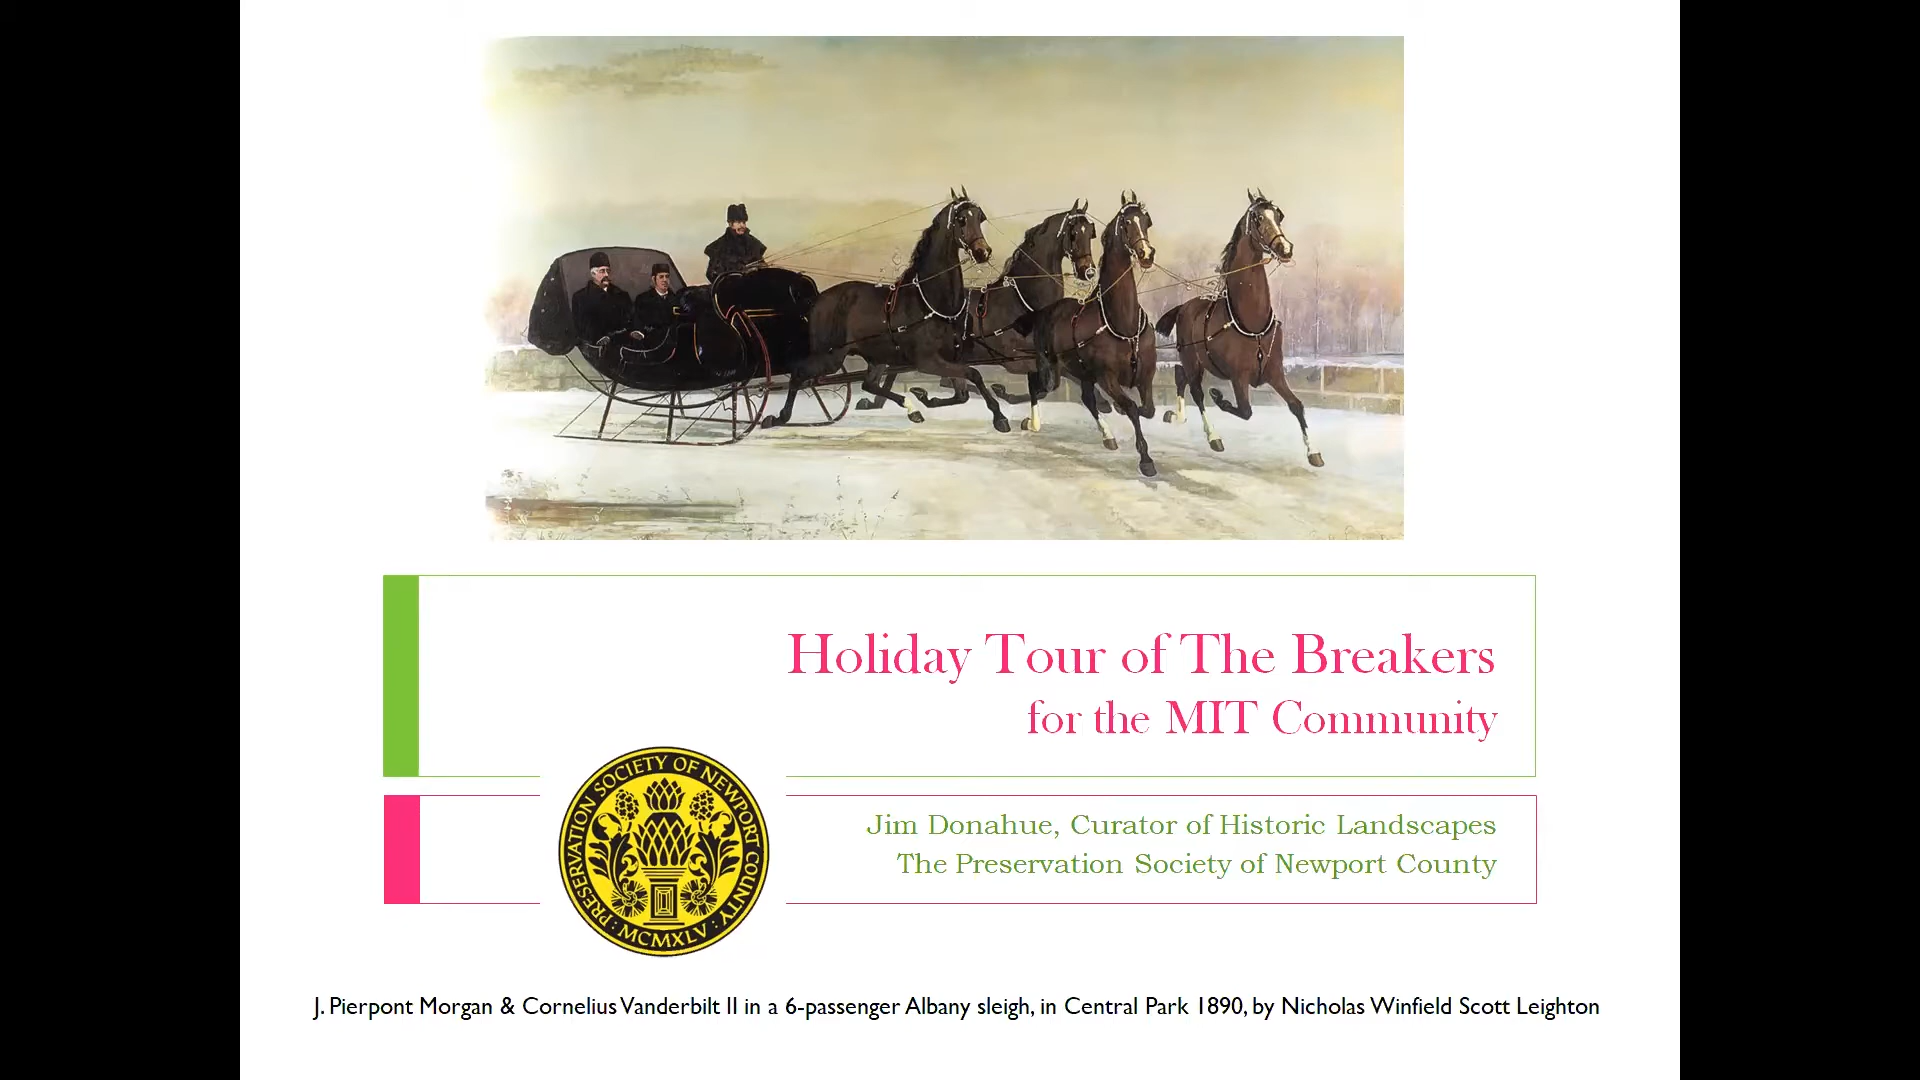 Holiday Tour of The Breakers
for the MIT Community
PRESERVATION SOCIETY OF NEWPORT COUNTY
: MCMXLV :
Jim Donahue, Curator of Historic Landscapes
The Preservation Society of Newport County
J. Pierpont Morgan & Cornelius Vanderbilt II in a 6-passenger Albany sleigh, in Central Park 1890, by Nicholas Winfield Scott Leighton